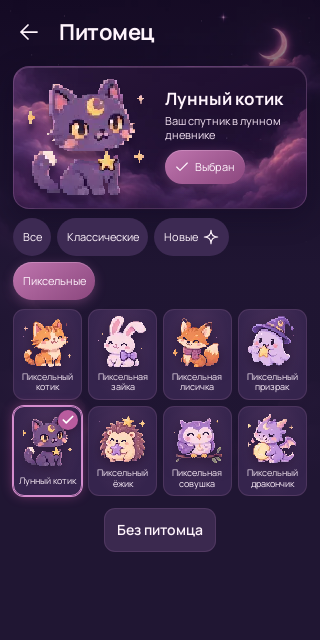 Питомец
Лунный котик
Ваш спутник в лунном
дневнике
Выбран
Все
Классические
Новые
Пиксельные
Пиксельный
котик
Пиксельная
зайка
Пиксельная
лисичка
Пиксельный
призрак
Лунный котик
Пиксельный
ёжик
Пиксельная
совушка
Пиксельный
дракончик
Без питомца